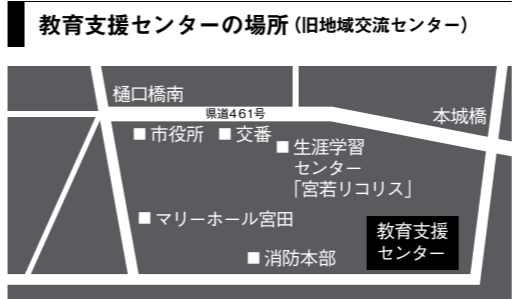 教育支援センターの場所（旧地域交流センター）
樋口橋南
県道461号
本城橋
■市役所
■交番
■生涯学習
センター
「宮若リコリス」
■マリーホール宮田
■消防本部
教育支援
センター